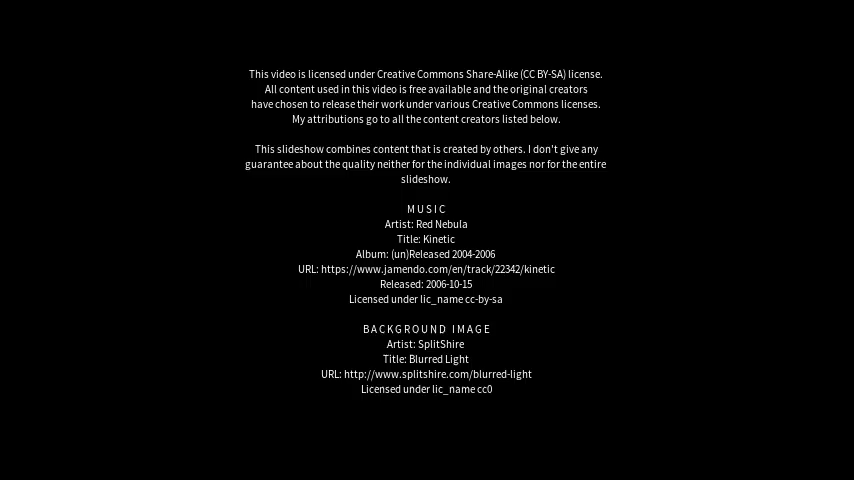 This video is licensed under Creative Commons Share-Alike (CC BY-SA) license.
All content used in this video is free available and the original creators
have chosen to release their work under various Creative Commons licenses.
My attributions go to all the content creators listed below.
This slideshow combines content that is created by others. I don't give any
guarantee about the quality neither for the individual images nor for the entire
slideshow.
MUSIC
Artist: Red Nebula
Title: Kinetic
Album: (un)Released 2004-2006
URL: https://www.jamendo.com/en/track/22342/kinetic
Released: 2006-10-15
Licensed under lic_name cc-by-sa
BACKGROUND IMAGE
Artist: SplitShire
Title: Blurred Light
URL: http://www.splitshire.com/blurred-light
Licensed under lic_name cc0